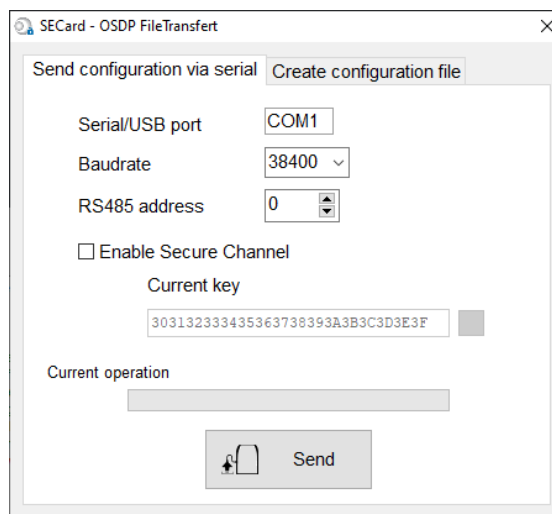 SECard - OSDP FileTransfert
Send configuration via serial
Create configuration file
Serial/USB port
COM1
Baudrate
38400
RS485 address
0
Enable Secure Channel
Current key
303132333435363738393A3B3C3D3E3F
Current operation
Send